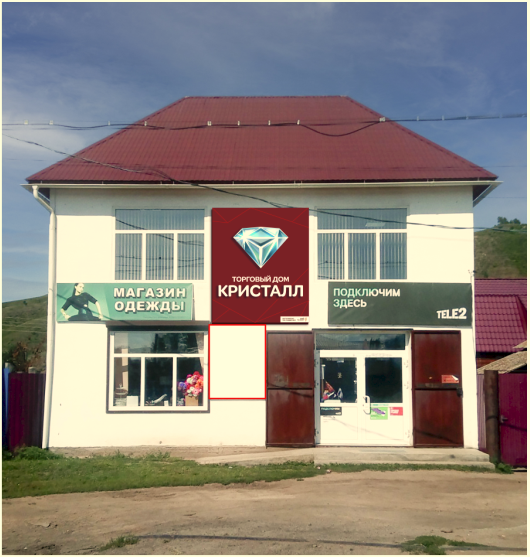 ТОРГОВЫЙ ДОМ
КРИСТАЛЛ
МАГАЗИН
ОДЕЖДЫ
ПОДКЛЮЧИМ
ЗДЕСЬ
TELE2